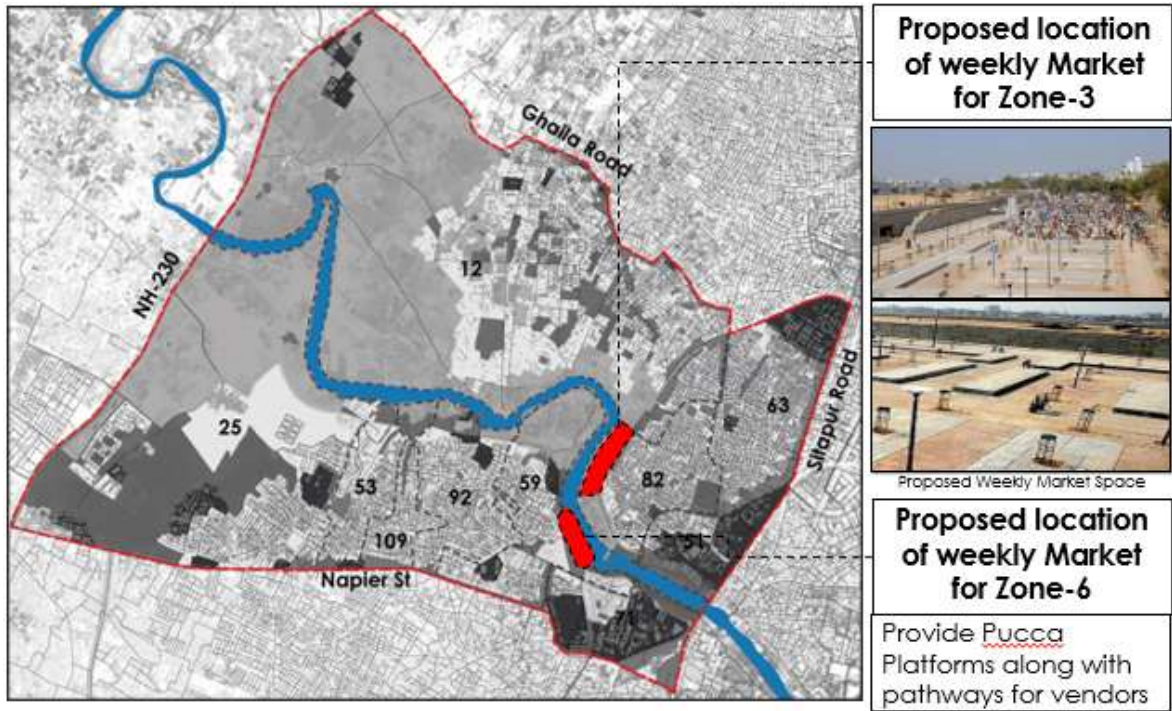 Ghaila Road
NH-230
12
25
53
92
59
109
82
63
51
71
Napier St
Sitapur Road
Proposed location
of weekly Market
for Zone-3
Proposed Weekly Market Space
Proposed location
of weekly Market
for Zone-6
Provide Pucca
Platforms along with
pathways for vendors